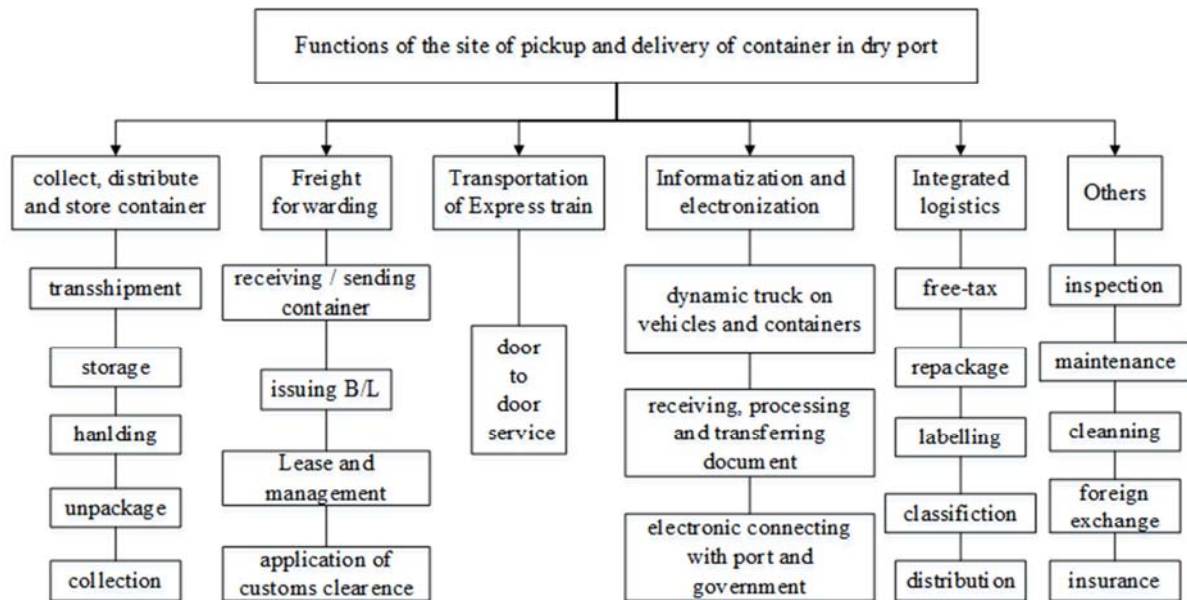 Functions of the site of pickup and delivery of container in dry port
collect, distribute
and store container
transshipment
storage
hanlding
unpackage
collection
Freight
forwarding
receiving / sending
container
issuing B/L
Lease and
management
application of
customs clearence
Transportation
of Express train
door
to
door
service
Informatization and
electronization
dynamic truck on
vehicles and containers
receiving, processing
and transferring
document
electronic connecting
with port and
government
Integrated
logistics
free-tax
repackage
labelling
classifiction
distribution
Others
inspection
maintenance
cleanning
foreign
exchange
insurance